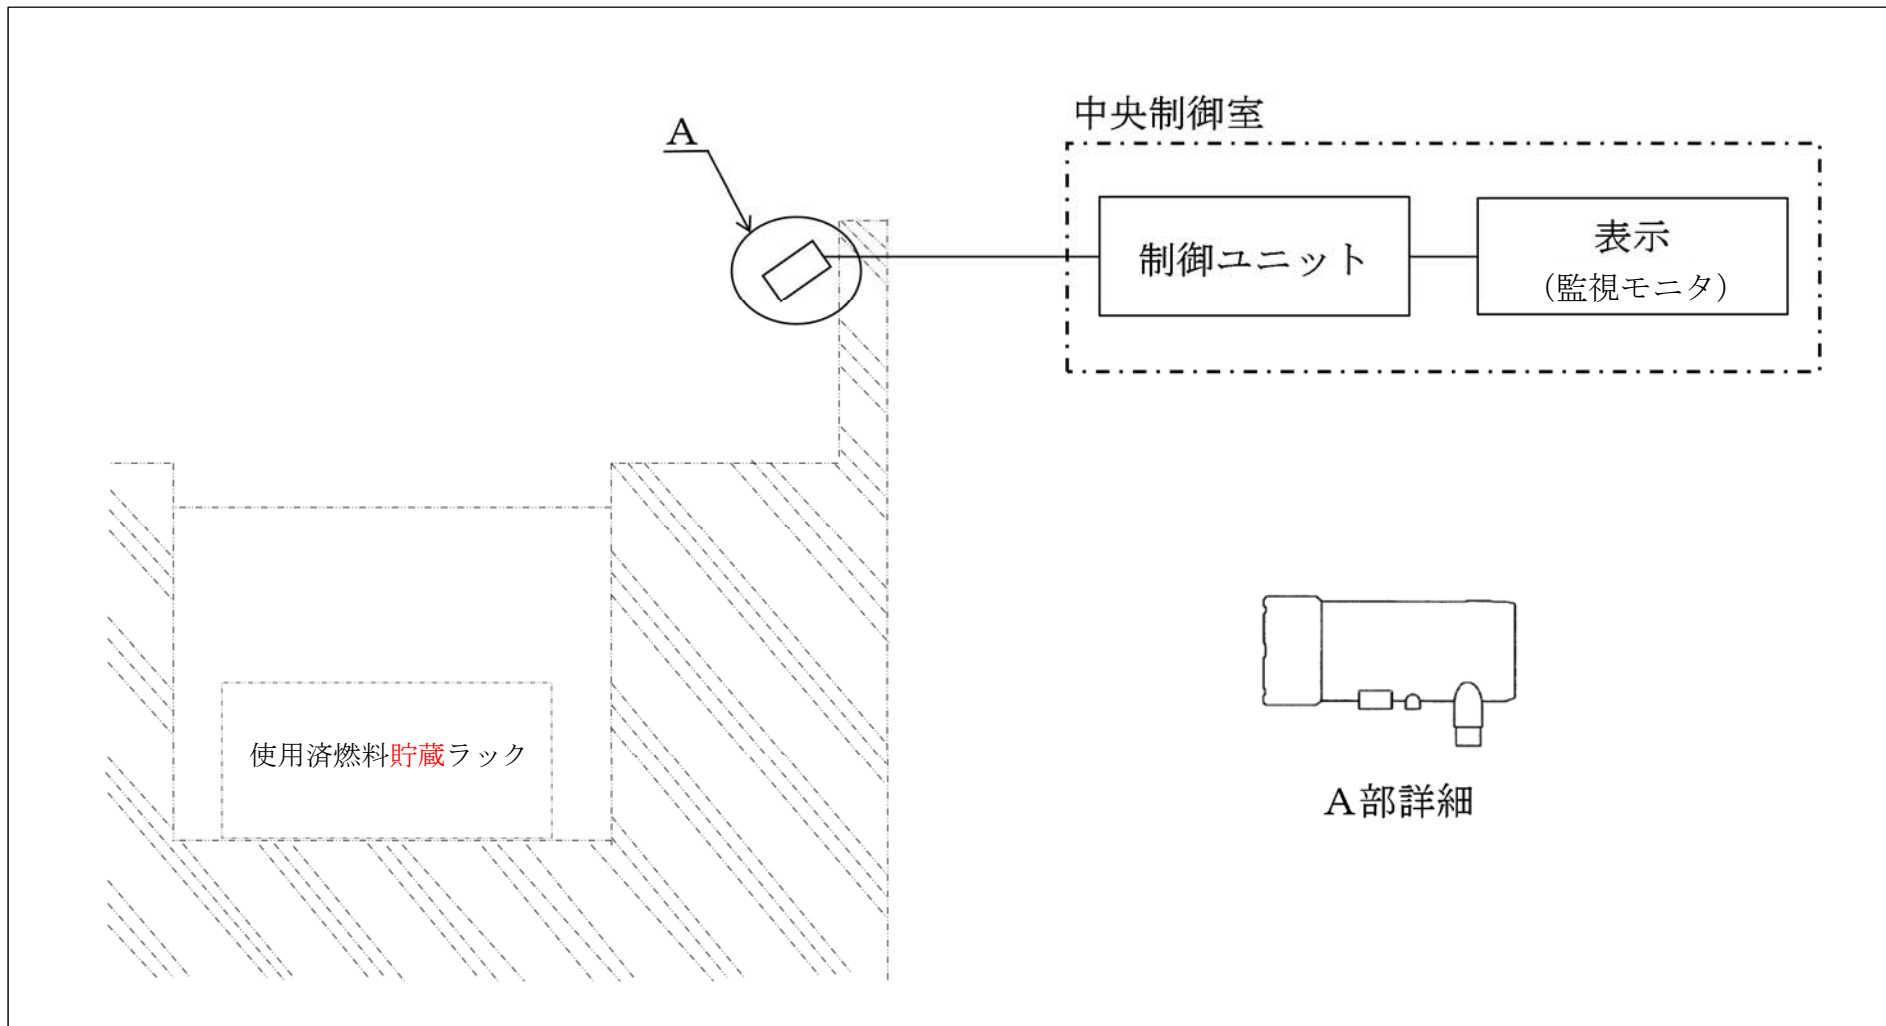 中央制御室
A
制御ユニット
表示
（監視モニタ）
使用済燃料貯蔵ラック
A部詳細